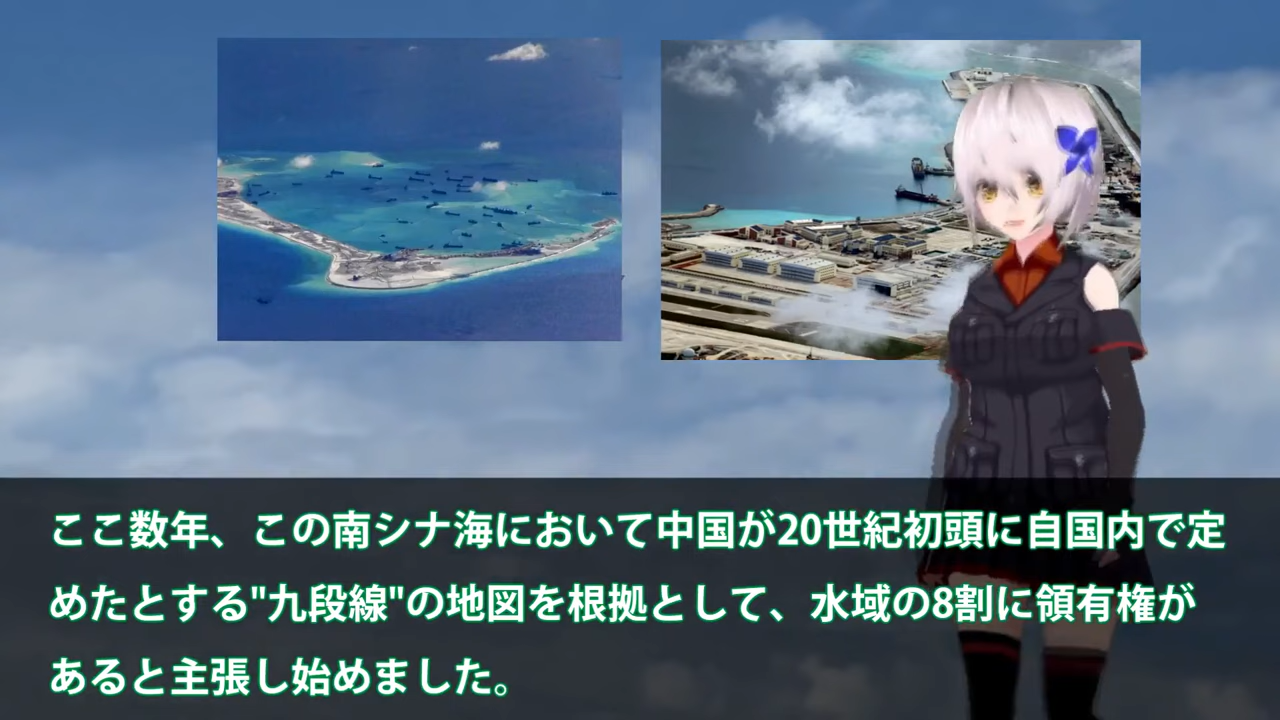 ここ数年、この南シナ海において中国が20世紀初頭に自国内で定
めたとする"九段線"の地図を根拠として、水域の8割に領有権が
あると主張し始めました。